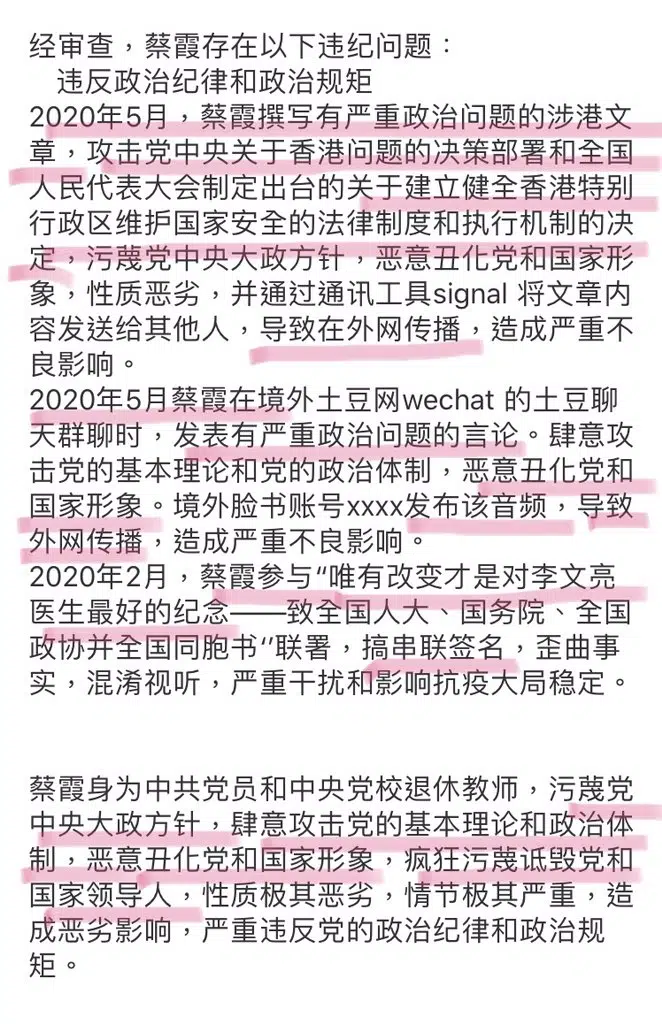 经审查，蔡霞存在以下违纪问题：
违反政治纪律和政治规矩
2020年5月，蔡霞撰写有严重政治问题的涉港文
章，攻击党中央关于香港问题的决策部署和全国
人民代表大会制定出台的关于建立健全香港特别
行政区维护国家安全的法律制度和执行机制的决
定，污蔑党中央大政方针，恶意丑化党和国家形
象，性质恶劣，并通过通讯工具signal 将文章内
容发送给其他人，导致在外网传播，造成严重不
良影响。
2020年5月蔡霞在境外土豆网wechat 的土豆聊
天群聊时，发表有严重政治问题的言论。肆意攻
击党的基本理论和党的政治体制，恶意丑化党和
国家形象。境外脸书账号xxxx发布该音频，导致
外网传播，造成严重不良影响。
2020年2月，蔡霞参与“唯有改变才是对李文亮
医生最好的纪念——致全国人大、国务院、全国
政协并全国同胞书‘’联署，搞串联签名，歪曲事
实，混淆视听，严重干扰和影响抗疫大局稳定。
蔡霞身为中共党员和中央党校退休教师，污蔑党
中央大政方针，肆意攻击党的基本理论和政治体
制，恶意丑化党和国家形象，疯狂污蔑诋毁党和
国家领导人，性质极其恶劣，情节极其严重，造
成恶劣影响，严重违反党的政治纪律和政治规
矩。